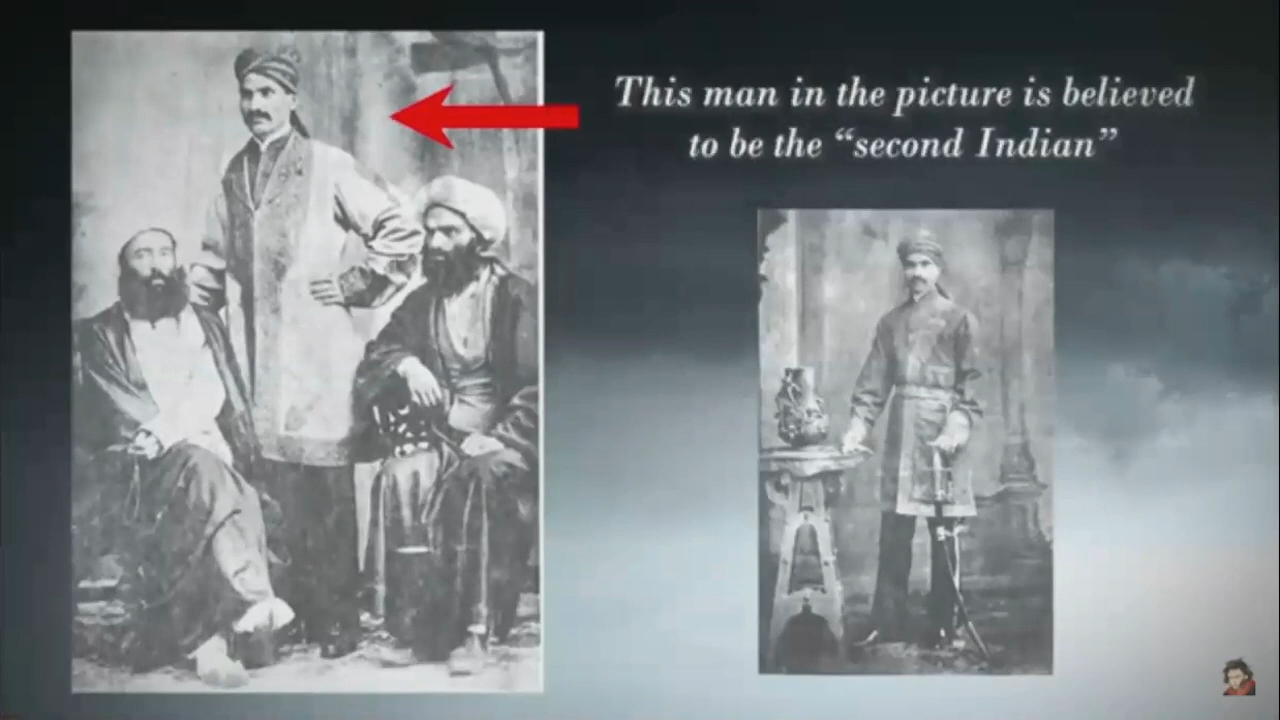 This man in the picture is believed
to be the “second Indian”